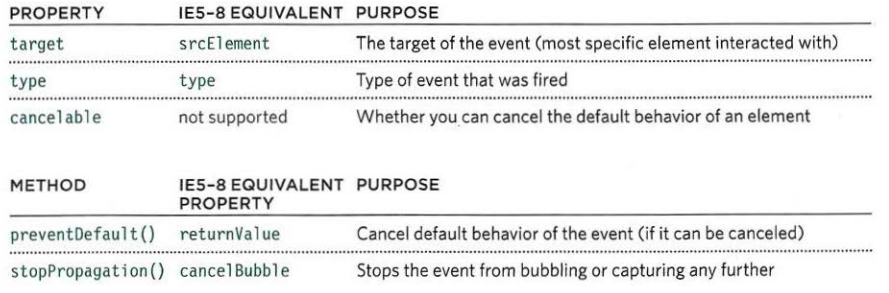 PROPERTY IE5-8 EQUIVALENT PURPOSE
target srcElement The target of the event (most specific element interacted with)
type type Type of event that was fired
cancelable not supported Whether you can cancel the default behavior of an element
METHOD IE5-8 EQUIVALENT PURPOSE
PROPERTY
preventDefault() returnValue Cancel default behavior of the event (if it can be canceled)
stopPropagation() cancelBubble Stops the event from bubbling or capturing any further